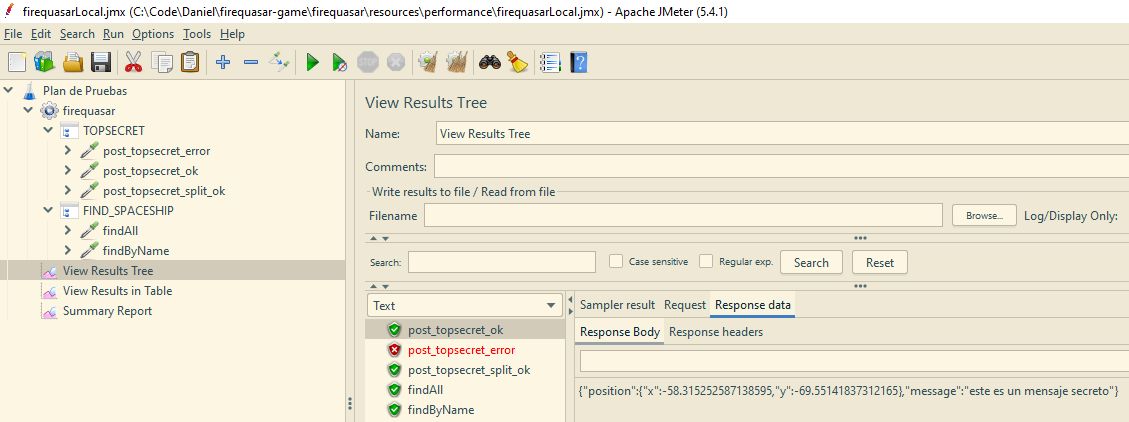 firequasarLocal.jmx (C:\Code\Daniel\firequasar-game\firequasar\resources\performance\firequasarLocal.jmx) - Apache JMeter (5.4.1)
File Edit Search Run Options Tools Help
STOP
Plan de Pruebas
firequasar
TOPSECRET
post_topsecret_error
post_topsecret_ok
post_topsecret_split_ok
FIND_SPACESHIP
findAll
findByName
View Results Tree
View Results in Table
Summary Report
View Results Tree
Name: View Results Tree
Comments:
Write results to file / Read from file
Filename Browse... Log/Display Only:
Search: Case sensitive Regular exp. Search Reset
Text
post_topsecret_ok
post_topsecret_error
post_topsecret_split_ok
findAll
findByName
Sampler result Request Response data
Response Body Response headers
{"position":{"x":-58.315252587138595,"y":-69.55141837312165},"message":"este es un mensaje secreto"}